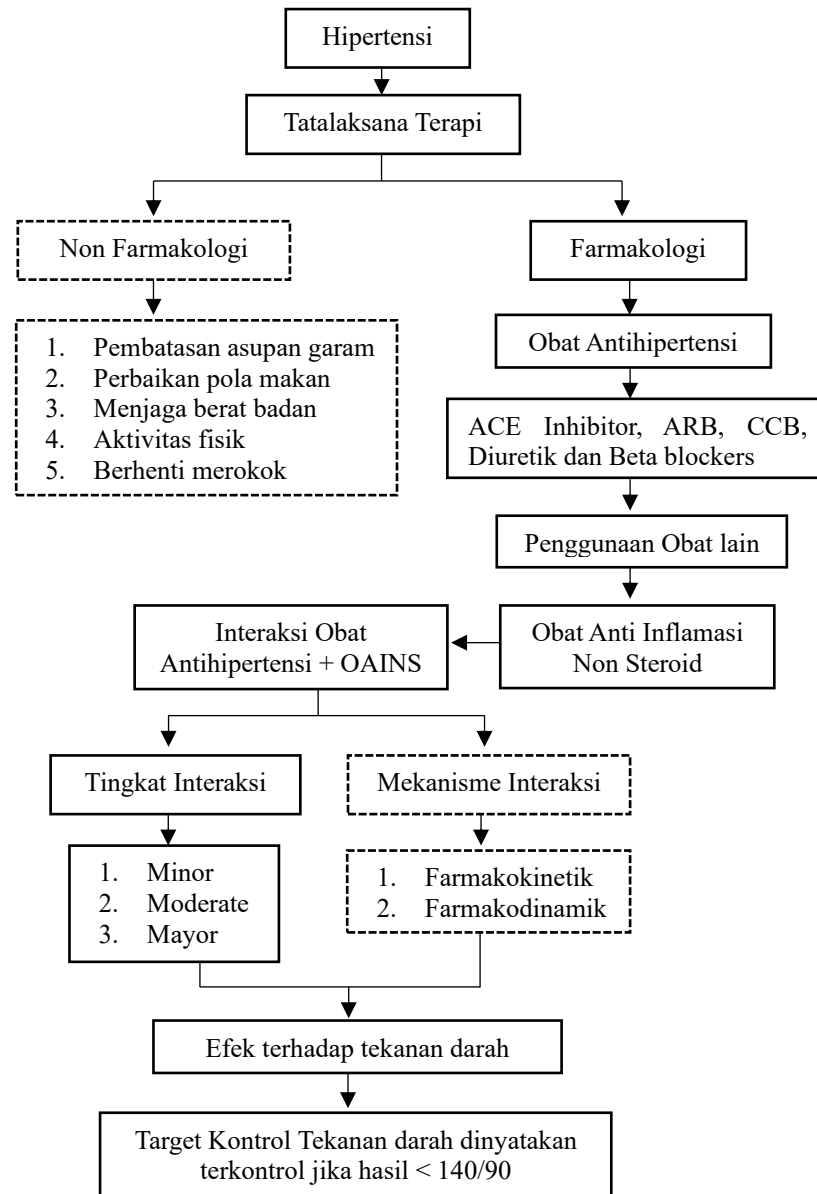 Hipertensi
Tatalaksana Terapi
Non Farmakologi
Farmakologi
1. Pembatasan asupan garam
2. Perbaikan pola makan
3. Menjaga berat badan
4. Aktivitas fisik
5. Berhenti merokok
Obat Antihipertensi
ACE Inhibitor, ARB, CCB,
Diuretik dan Beta blockers
Penggunaan Obat lain
Obat Anti Inflamasi
Non Steroid
Interaksi Obat
Antihipertensi + OAINS
Tingkat Interaksi
Mekanisme Interaksi
1. Minor
2. Moderate
3. Mayor
1. Farmakokinetik
2. Farmakodinamik
Efek terhadap tekanan darah
Target Kontrol Tekanan darah dinyatakan
terkontrol jika hasil < 140/90